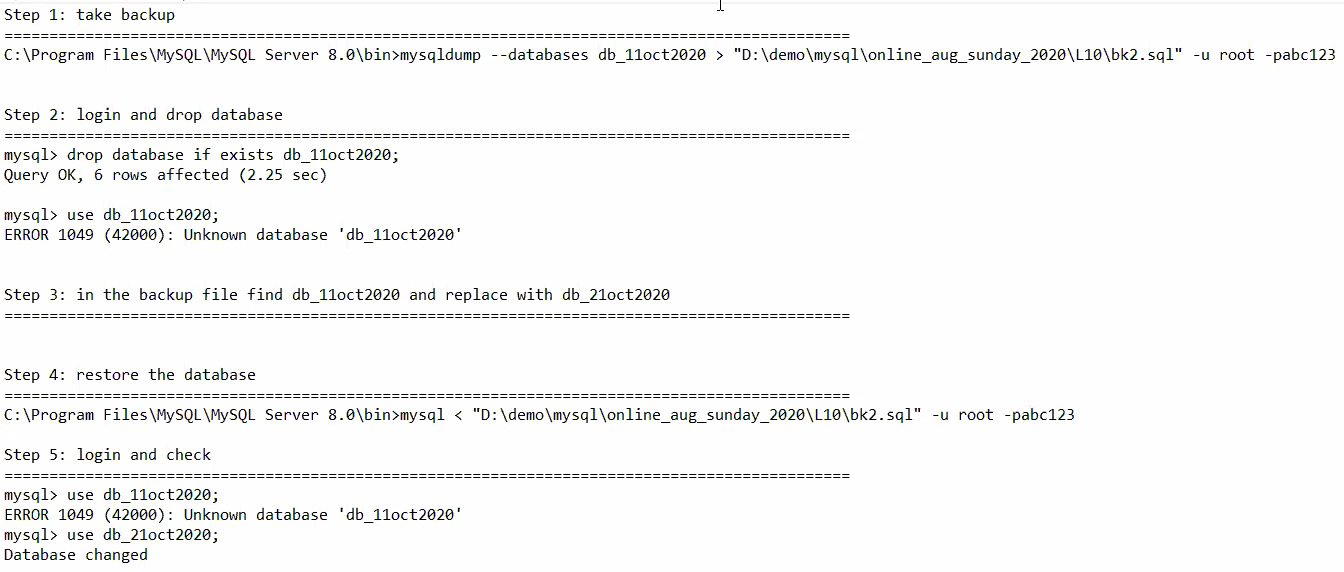 Step 1: take backup
==============================================================================================
C:\Program Files\MySQL\MySQL Server 8.0\bin>mysqldump --databases db_11oct2020 > "D:\demo\mysql\online_aug_sunday_2020\L10\bk2.sql" -u root -pabc123
Step 2: login and drop database
==============================================================================================
mysql> drop database if exists db_11oct2020;
Query OK, 6 rows affected (2.25 sec)
mysql> use db_11oct2020;
ERROR 1049 (42000): Unknown database 'db_11oct2020'
Step 3: in the backup file find db_11oct2020 and replace with db_21oct2020
==============================================================================================
Step 4: restore the database
==============================================================================================
C:\Program Files\MySQL\MySQL Server 8.0\bin>mysql < "D:\demo\mysql\online_aug_sunday_2020\L10\bk2.sql" -u root -pabc123
Step 5: login and check
==============================================================================================
mysql> use db_11oct2020;
ERROR 1049 (42000): Unknown database 'db_11oct2020'
mysql> use db_21oct2020;
Database changed